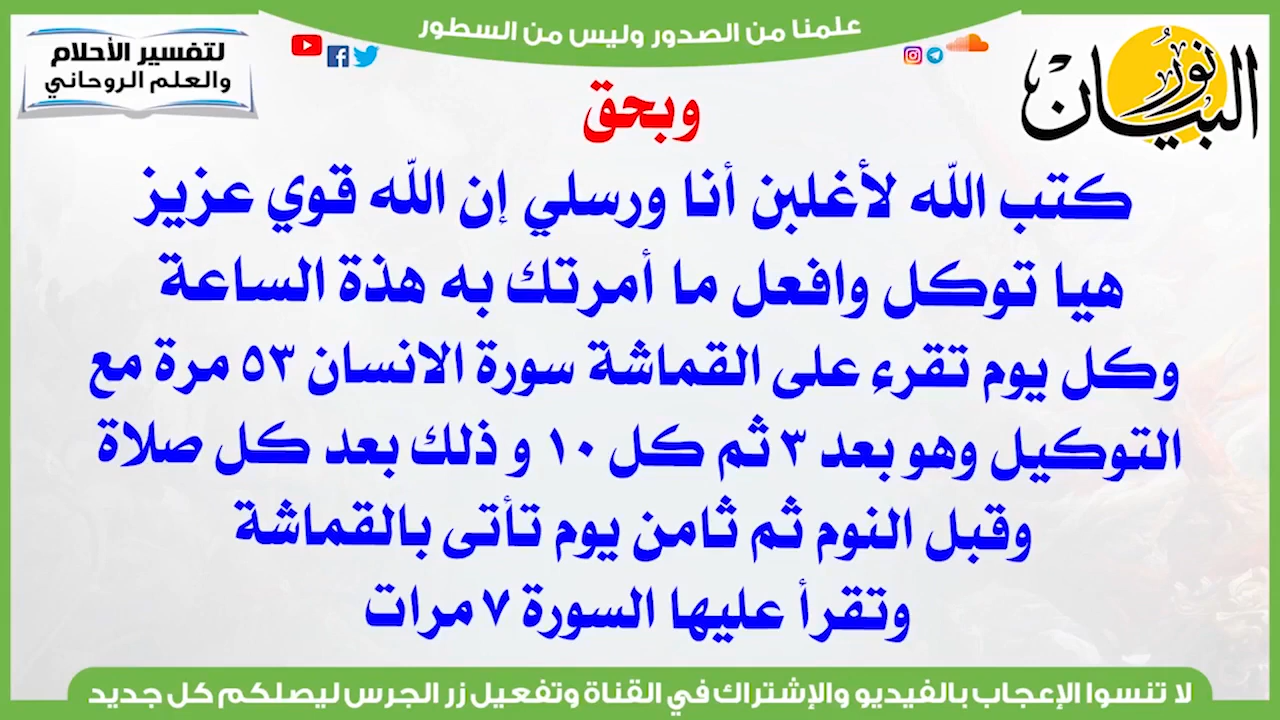 علمنا من الصدور وليس من السطور
لتفسير الأحلام
والعلم الروحاني
نور
البيان
وبحق
كتب الله لأغلبن أنا ورسلي إن الله قوي عزيز
هيا توكل وافعل ما أمرتك به هذة الساعة
وكل يوم تقرء على القماشة سورة الانسان ٥٣ مرة مع
التوكيل وهو بعد ٣ ثم كل ١٠ و ذلك بعد كل صلاة
وقبل النوم ثم ثامن يوم تأتى بالقماشة
وتقرأ عليها السورة ٧ مرات
لا تنسوا الإعجاب بالفيديو والإشتراك في القناة وتفعيل زر الجرس ليصلكم كل جديد